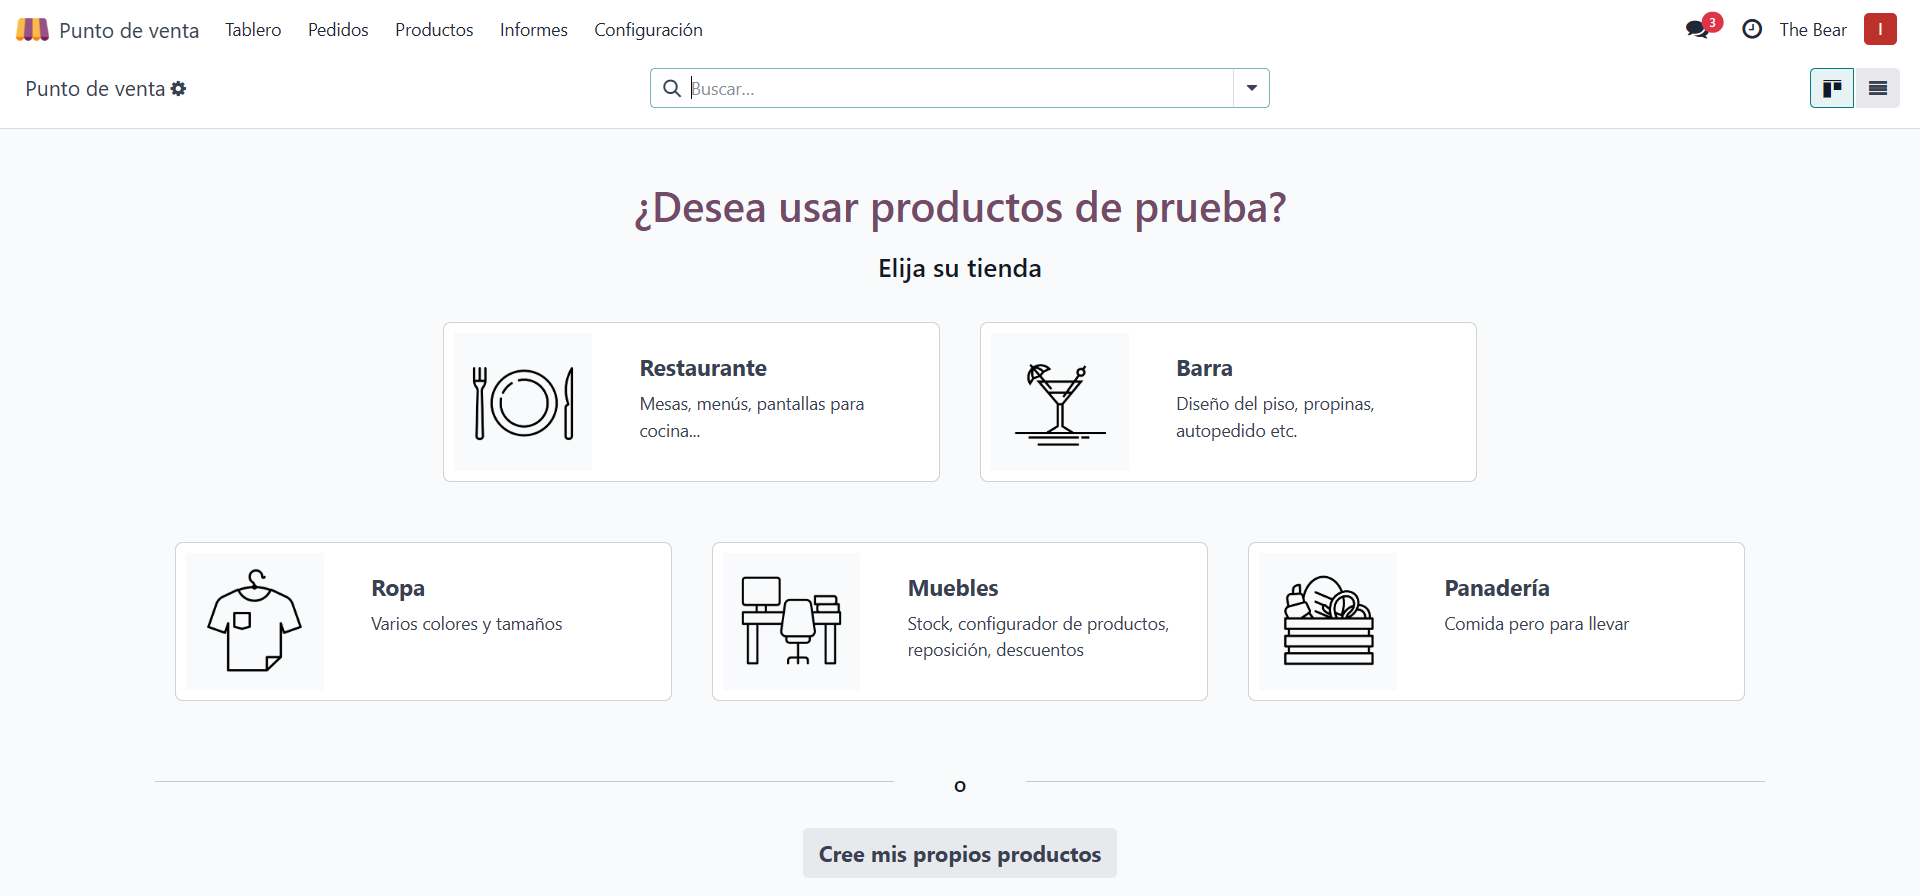 Punto de venta Tablero Pedidos Productos Informes Configuración 3 The Bear I
Punto de venta Buscar...
¿Desea usar productos de prueba?
Elija su tienda
Restaurante
Mesas, menús, pantallas para
cocina...
Barra
Diseño del piso, propinas,
autopedido etc.
Ropa
Varios colores y tamaños
Muebles
Stock, configurador de productos,
reposición, descuentos
Panadería
Comida pero para llevar
o
Cree mis propios productos